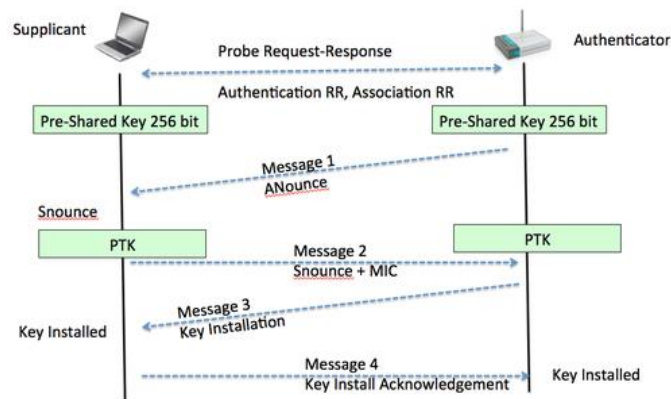 Supplicant
Authenticator
Probe Request-Response
Authentication RR, Association RR
Pre-Shared Key 256 bit
Pre-Shared Key 256 bit
Message 1
ANounce
Snounce
PTK
PTK
Message 2
Snounce + MIC
Message 3
Key Installation
Key Installed
Message 4
Key Install Acknowledgement
Key Installed